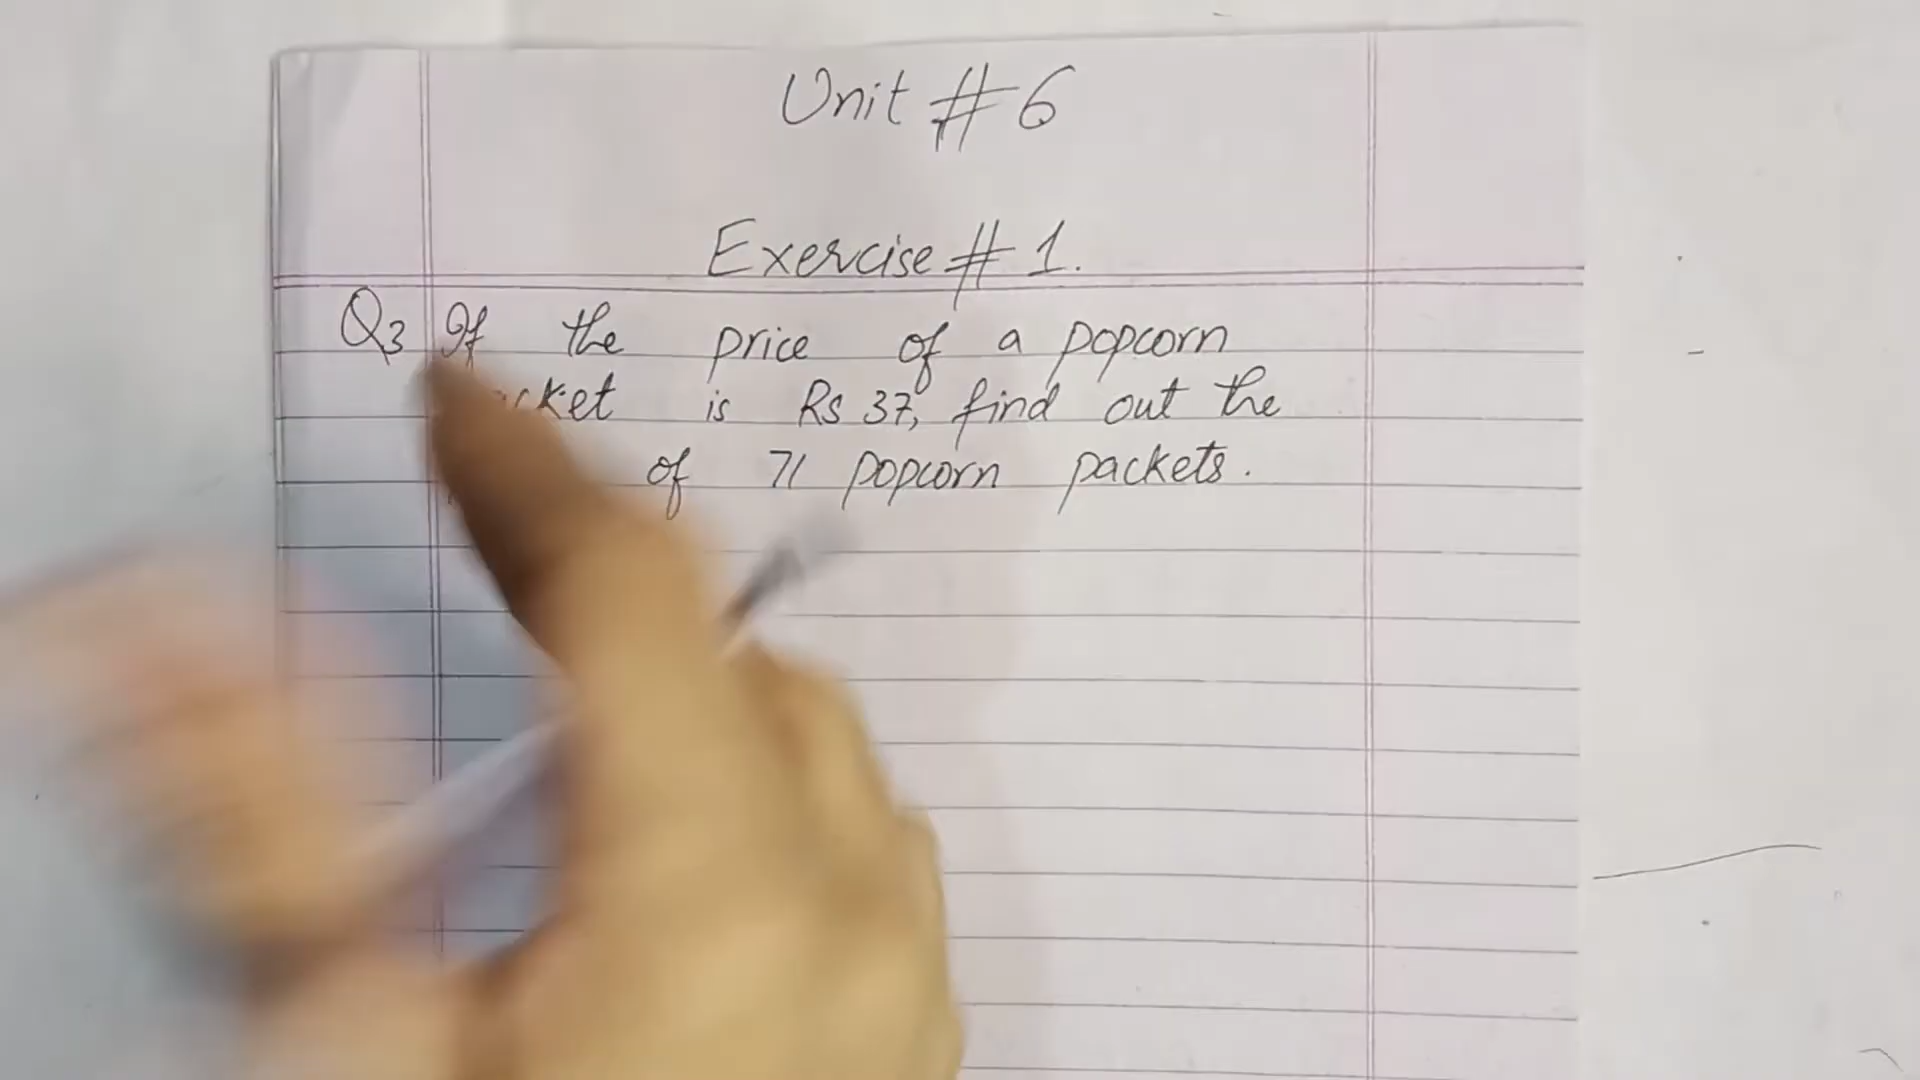 Unit # 6
Exercise # 1.
Q3 If the price of a popcorn
is Rs 37, find out the
of 71 popcorn packets.